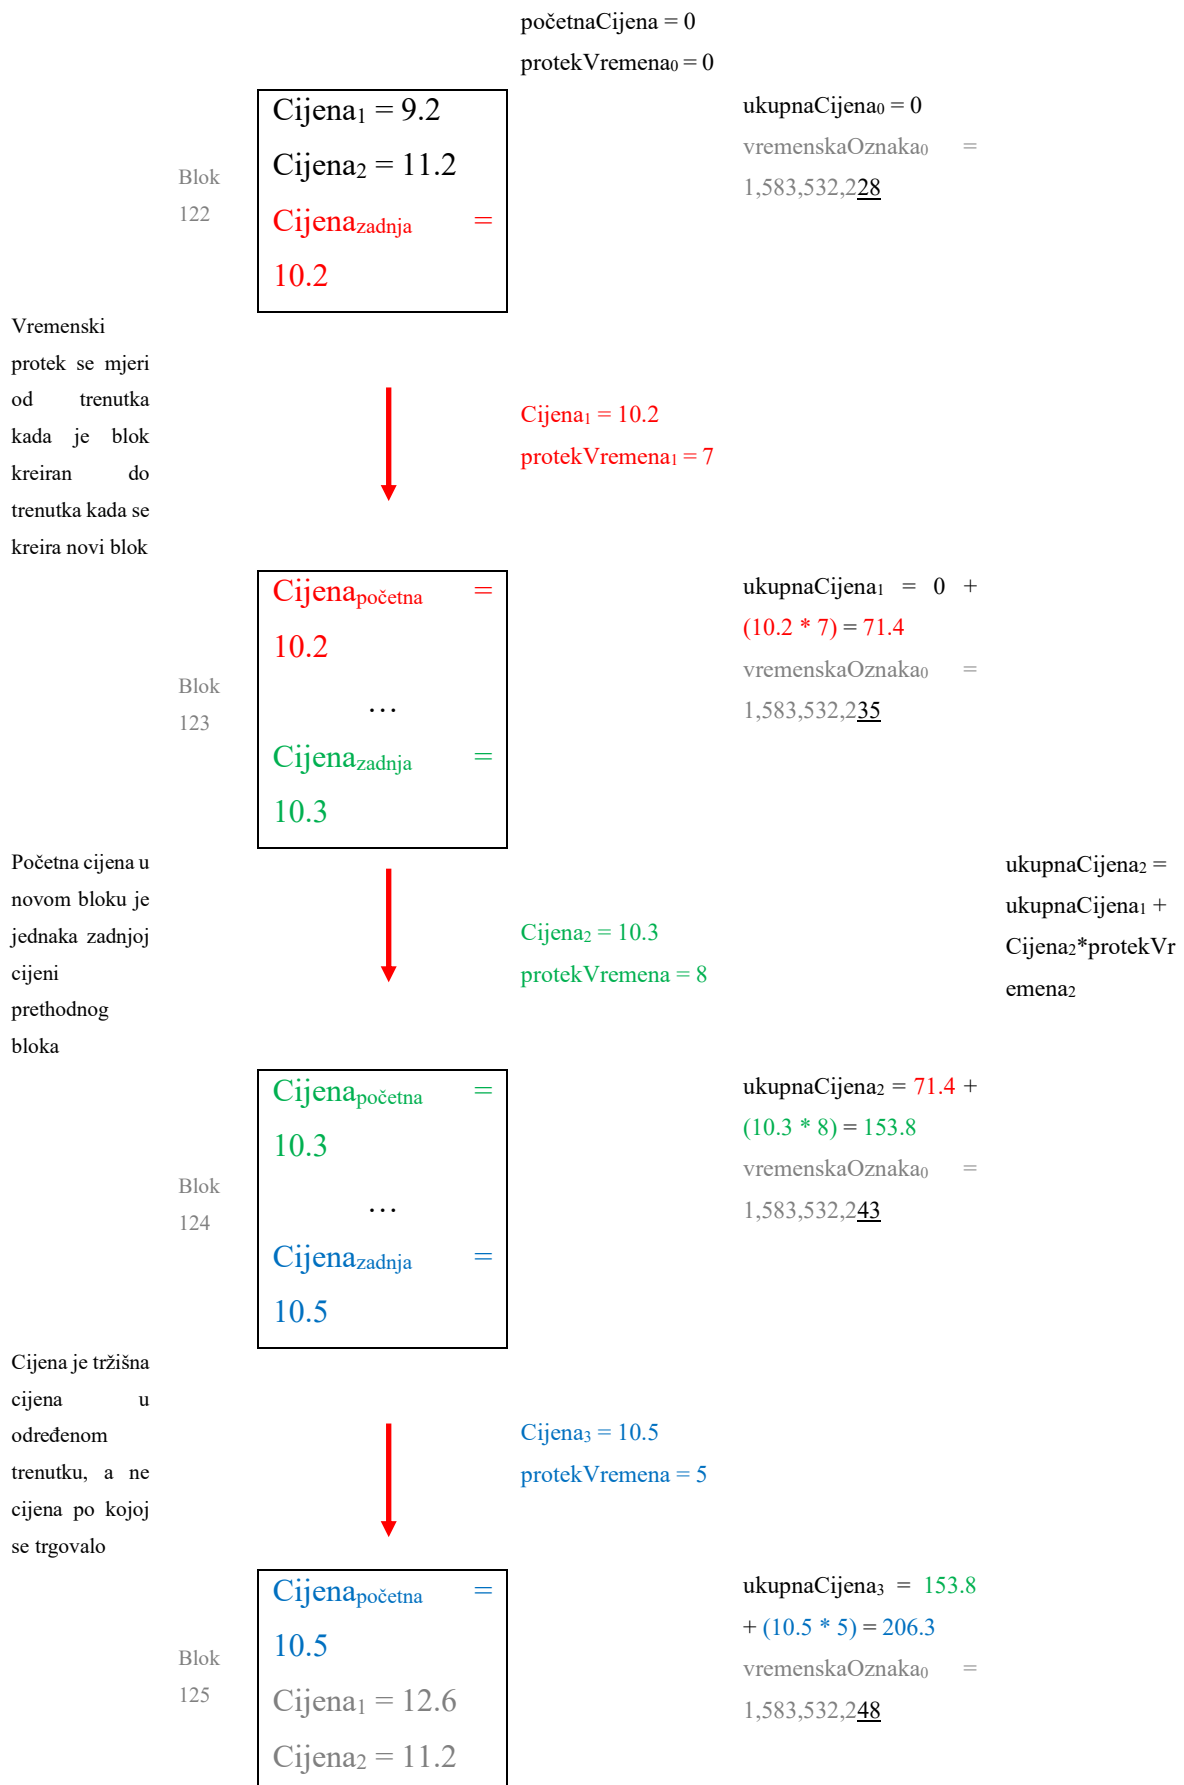 početnaCijena = 0
protekVremena₀ = 0
Blok
122
Cijena₁ = 9.2
Cijena₂ = 11.2
Cijenazadnja =
10.2
ukupnaCijena₀ = 0
vremenskaOznaka₀ =
1,583,532,228
Vremenski
protek se mjeri
od trenutka
kada je blok
kreiran do
trenutka kada se
kreira novi blok
Cijena₁ = 10.2
protekVremena₁ = 7
Blok
123
Cijenapočetna =
10.2
…
Cijenazadnja =
10.3
ukupnaCijena₁ = 0 +
(10.2 * 7) = 71.4
vremenskaOznaka₀ =
1,583,532,235
Početna cijena u
novom bloku je
jednaka zadnjoj
cijeni
prethodnog
bloka
Cijena₂ = 10.3
protekVremena = 8
ukupnaCijena₂ =
ukupnaCijena₁ +
Cijena₂*protekVr
emena₂
Blok
124
Cijenapočetna =
10.3
…
Cijenazadnja =
10.5
ukupnaCijena₂ = 71.4 +
(10.3 * 8) = 153.8
vremenskaOznaka₀ =
1,583,532,243
Cijena je tržišna
cijena u
određenom
trenutku, a ne
cijena po kojoj
se trgovalo
Cijena₃ = 10.5
protekVremena = 5
Blok
125
Cijenapočetna =
10.5
Cijena₁ = 12.6
Cijena₂ = 11.2
ukupnaCijena₃ = 153.8
+ (10.5 * 5) = 206.3
vremenskaOznaka₀ =
1,583,532,248